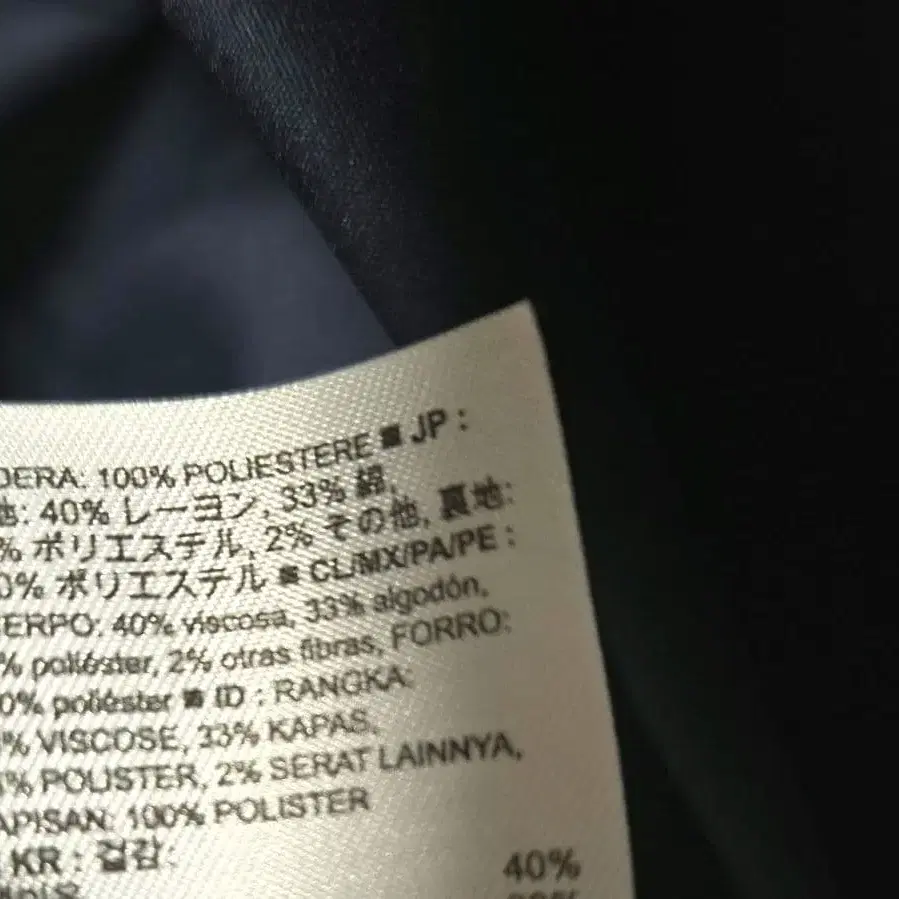 DERA: 100% POLIESTERE ■ JP :
地: 40% レーヨン, 33% 綿,
% ポリエステル, 2% その他, 裏地:
0% ポリエステル ■ CL/MX/PA/PE :
ERPO: 40% viscosa, 33% algodón,
% poliéster, 2% otras fibras, FORRO:
0% poliéster ■ ID : RANGKA:
% VISCOSE, 33% KAPAS,
% POLISTER, 2% SERAT LAINNYA,
APISAN: 100% POLISTER
KR : 겉감:
40%